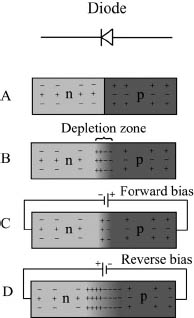 Diode
A n p
Depletion zone
B n p
- + Forward bias
C n p
+ - Reverse bias
D n p